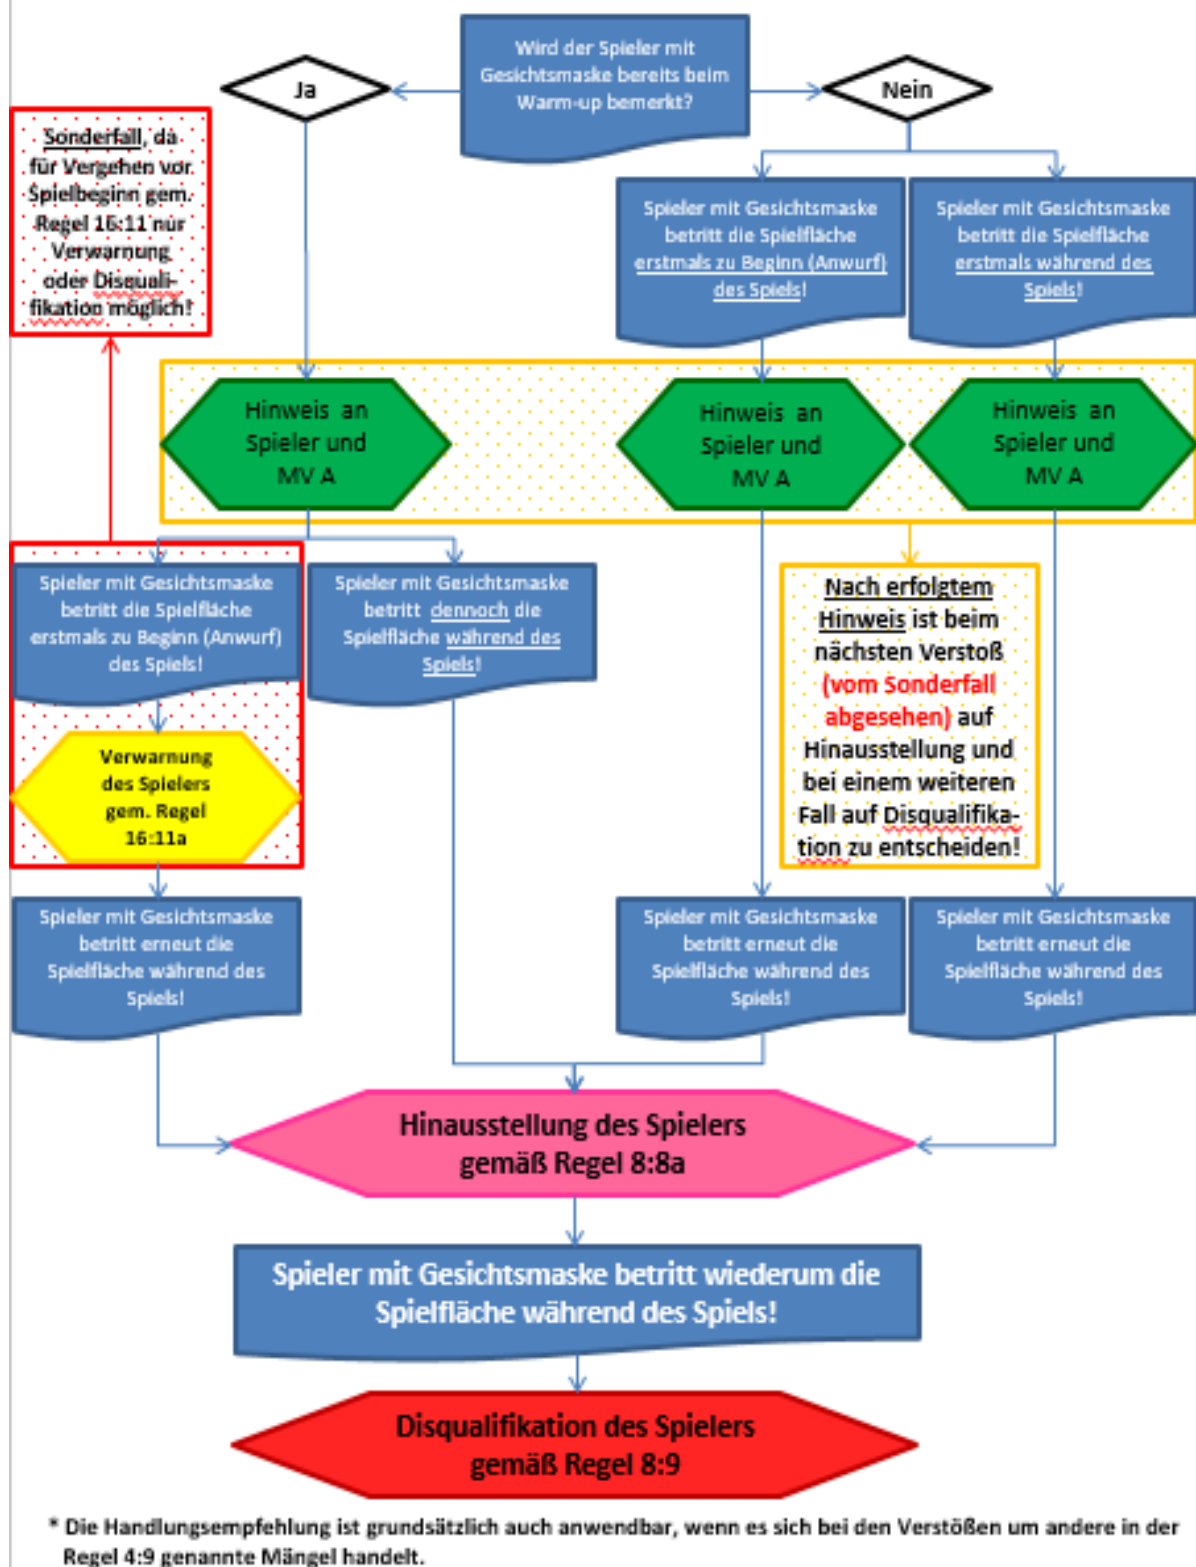 Wird der Spieler mit
Gesichtsmaske bereits beim
Warm-up bemerkt?
Ja
Nein
Sonderfall, da
für Vergehen vor
Spielbeginn gem.
Regel 16:11 nur
Verwarnung
oder Disquali-
fikation möglich!
Spieler mit Gesichtsmaske
betritt die Spielfläche
erstmals zu Beginn (Anwurf)
des Spiels!
Spieler mit Gesichtsmaske
betritt die Spielfläche
erstmals während des
Spiels!
Hinweis an
Spieler und
MV A
Hinweis an
Spieler und
MV A
Hinweis an
Spieler und
MV A
Spieler mit Gesichtsmaske
betritt die Spielfläche
erstmals zu Beginn (Anwurf)
des Spiels!
Spieler mit Gesichtsmaske
betritt dennoch die
Spielfläche während des
Spiels!
Nach erfolgtem
Hinweis ist beim
nächsten Verstoß
(vom Sonderfall
abgesehen) auf
Hinausstellung und
bei einem weiteren
Fall auf Disqualifika-
tion zu entscheiden!
Verwarnung
des Spielers
gem. Regel
16:11a
Spieler mit Gesichtsmaske
betritt erneut die
Spielfläche während des
Spiels!
Spieler mit Gesichtsmaske
betritt erneut die
Spielfläche während des
Spiels!
Spieler mit Gesichtsmaske
betritt erneut die
Spielfläche während des
Spiels!
Hinausstellung des Spielers
gemäß Regel 8:8a
Spieler mit Gesichtsmaske betritt wiederum die
Spielfläche während des Spiels!
Disqualifikation des Spielers
gemäß Regel 8:9
* Die Handlungsempfehlung ist grundsätzlich auch anwendbar, wenn es sich bei den Verstößen um andere in der
Regel 4:9 genannte Mängel handelt.